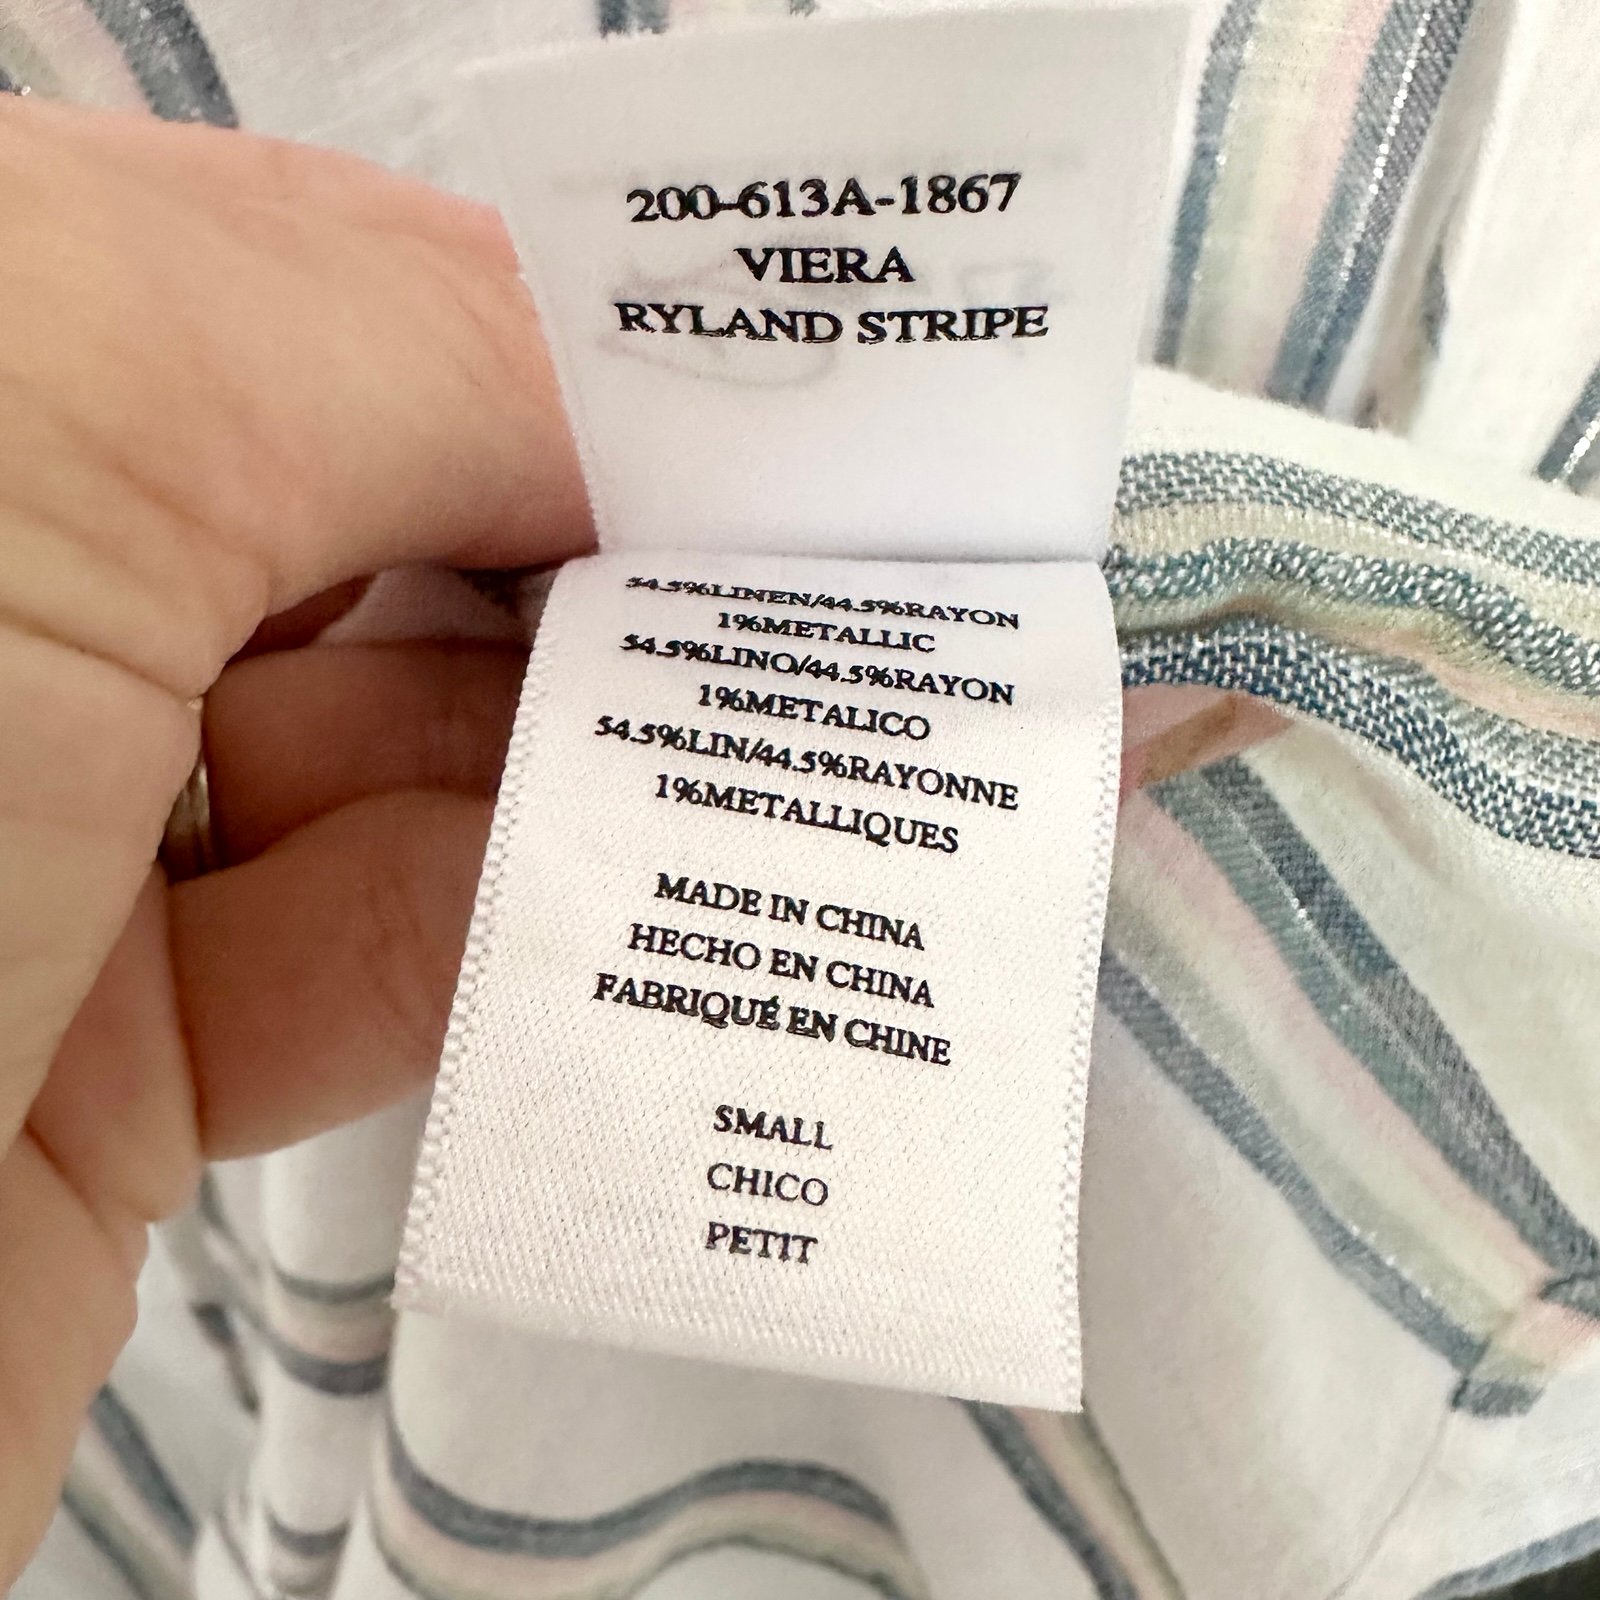 200-613A-1867
VIERA
RYLAND STRIPE
54.5%LINEN/44.5%RAYON
1%METALLIC
54.5%LINO/44.5%RAYON
1%METALICO
54.5%LIN/44.5%RAYONNE
1%METALLIQUES
MADE IN CHINA
HECHO EN CHINA
FABRIQUÉ EN CHINE
SMALL
CHICO
PETIT